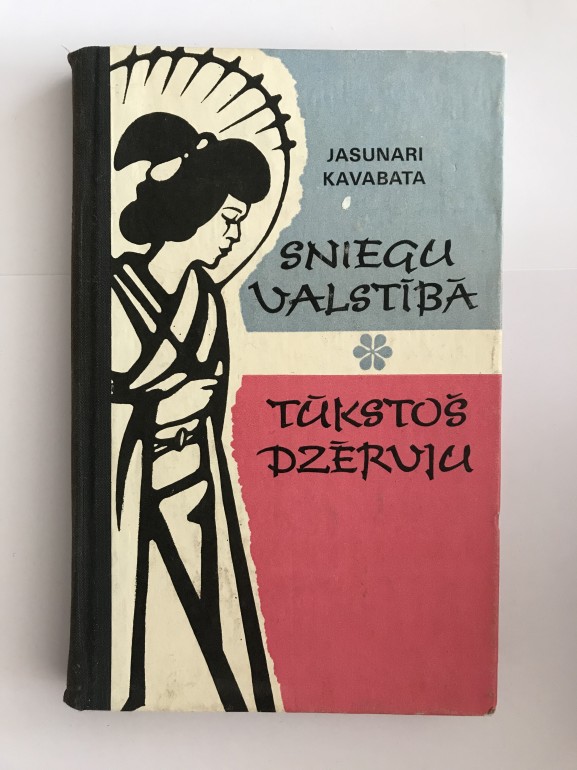 JASUNARI
KAVABATA
SNIEGU
VALSTĪBĀ
TŪKSTOŠ
DZĒRVJU